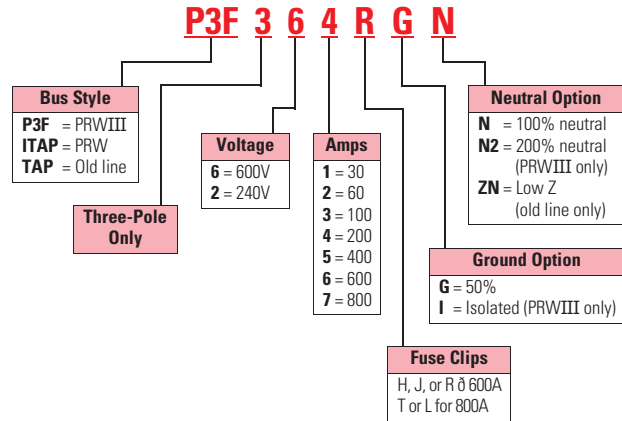 P3F 3 6 4 R G N
Bus Style
P3F = PRWIII
ITAP = PRW
TAP = Old line
Three-Pole
Only
Voltage
6 = 600V
2 = 240V
Amps
1 = 30
2 = 60
3 = 100
4 = 200
5 = 400
6 = 600
7 = 800
Neutral Option
N = 100% neutral
N2 = 200% neutral
(PRWIII only)
ZN = Low Z
(old line only)
Ground Option
G = 50%
I = Isolated (PRWIII only)
Fuse Clips
H, J, or R ð 600A
T or L for 800A